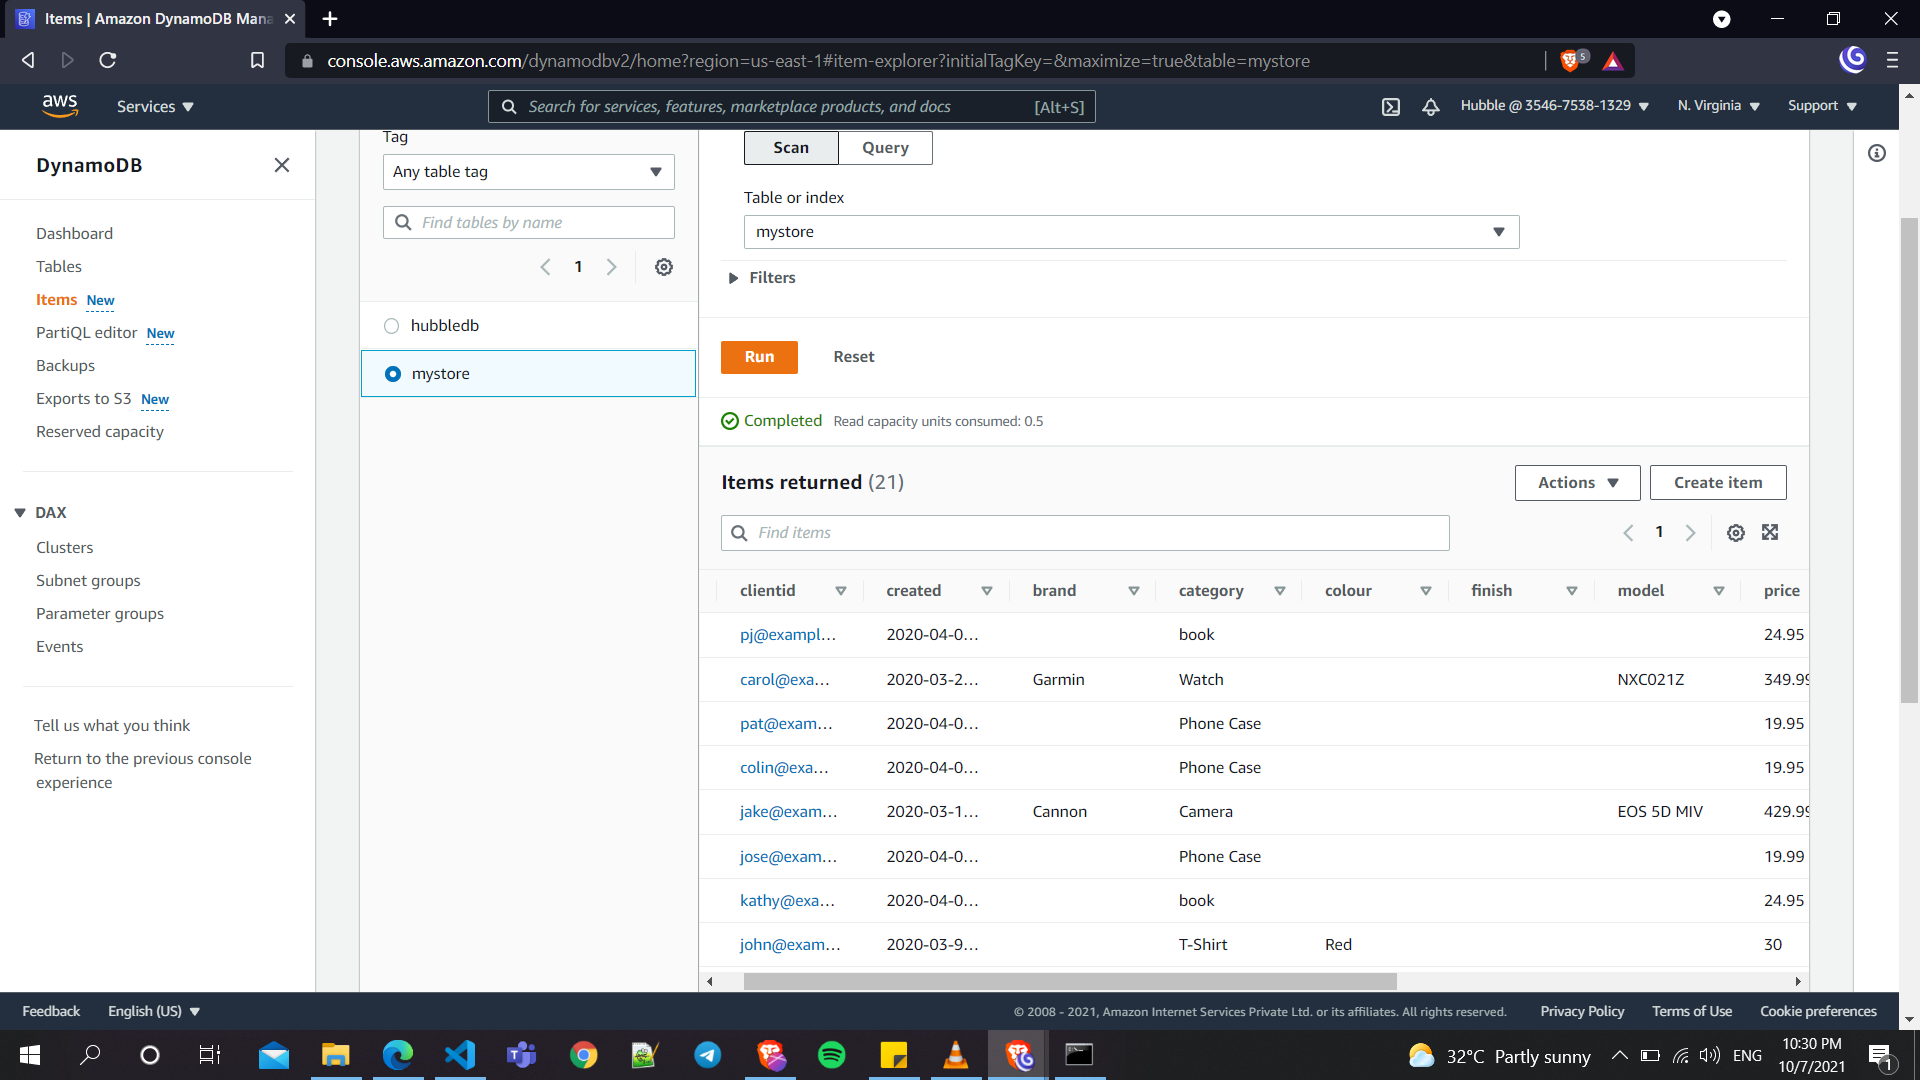 Items | Amazon DynamoDB Mana
console.aws.amazon.com/dynamodbv2/home?region=us-east-1#item-explorer?initialTagKey=&maximize=true&table=mystore
5
aws
Services
Search for services, features, marketplace products, and docs [Alt+S]
Hubble @ 3546-7538-1329
N. Virginia
Support
DynamoDB
Dashboard
Tables
Items New
PartiQL editor New
Backups
Exports to S3 New
Reserved capacity
DAX
Clusters
Subnet groups
Parameter groups
Events
Tell us what you think
Return to the previous console
experience
Tag
Any table tag
Find tables by name
1
hubbledb
mystore
Scan Query
Table or index
mystore
Filters
Run Reset
Completed Read capacity units consumed: 0.5
Items returned (21)
Actions Create item
Find items
1
clientid created brand category colour finish model price
pj@exampl... 2020-04-0... book 24.95
carol@exa... 2020-03-2... Garmin Watch NXC021Z 349.99
pat@exam... 2020-04-0... Phone Case 19.95
colin@exa... 2020-04-0... Phone Case 19.95
jake@exam... 2020-03-1... Cannon Camera EOS 5D MIV 429.99
jose@exam... 2020-04-0... Phone Case 19.99
kathy@exa... 2020-04-0... book 24.95
john@exam... 2020-03-9... T-Shirt Red 30
Feedback English (US)
© 2008 - 2021, Amazon Internet Services Private Ltd. or its affiliates. All rights reserved. Privacy Policy Terms of Use Cookie preferences
32°C Partly sunny
ENG
10:30 PM
10/7/2021
1